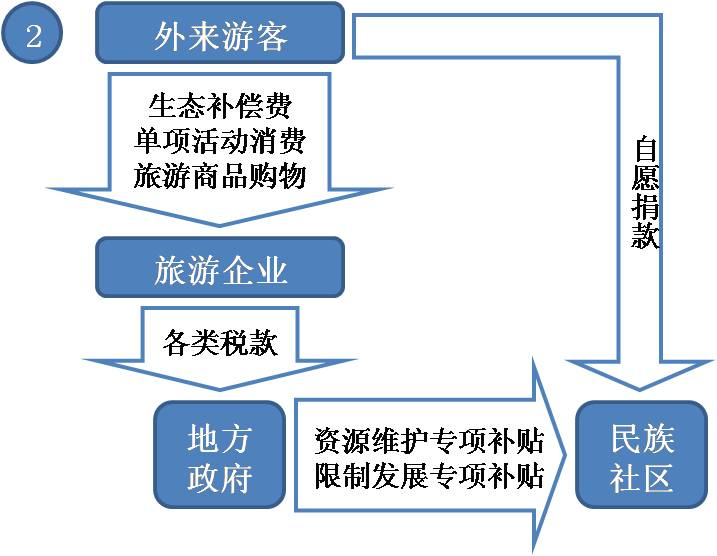 2
外来游客
生态补偿费
单项活动消费
旅游商品购物
自愿捐款
旅游企业
各类税款
地方
政府
资源维护专项补贴
限制发展专项补贴
民族
社区